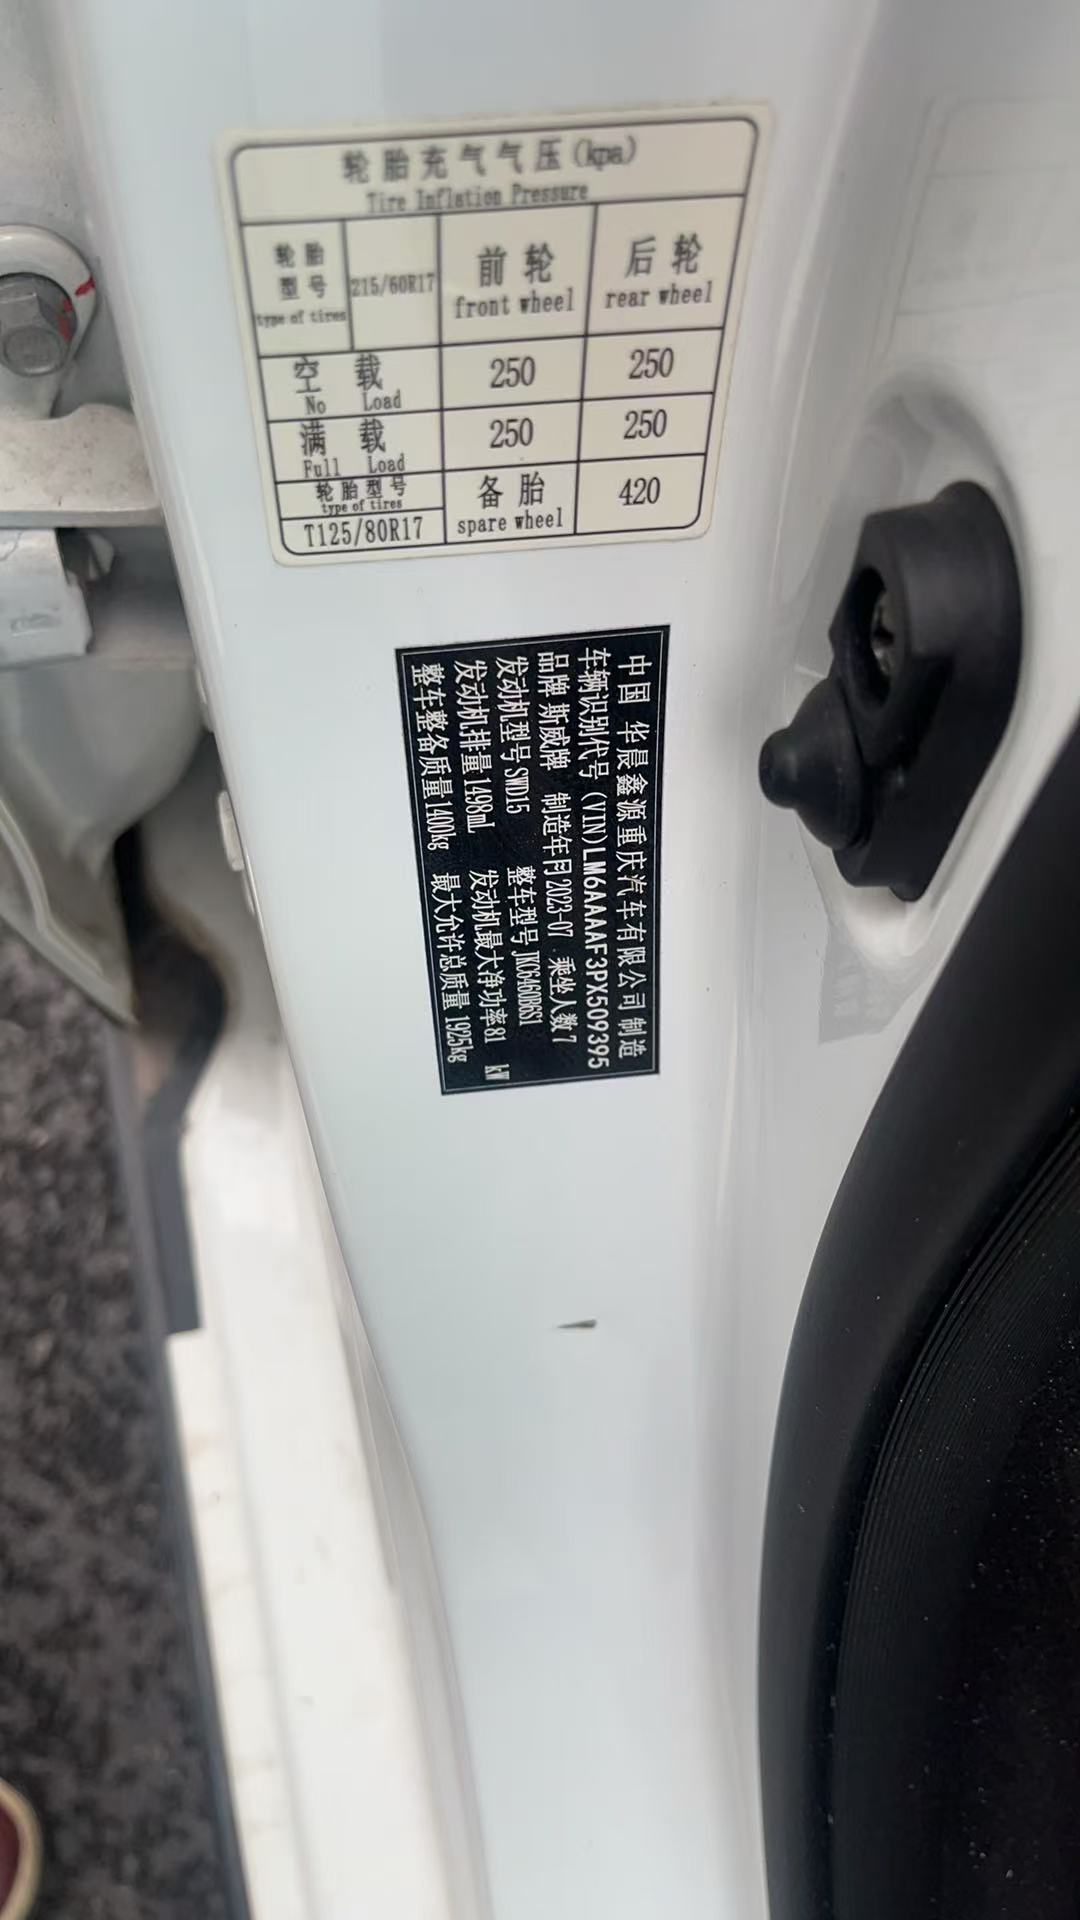 轮胎充气气压(kpa)
Tire Inflation Pressure
轮胎型号 type of tires 215/60R17 前轮 front wheel 后轮 rear wheel
空载 No Load 250 250
满载 Full Load 250 250
轮胎型号 type of tires T125/80R17 备胎 spare wheel 420
中国 华晨鑫源重庆汽车有限公司 制造
车辆识别代号 (VIN)LM6AAAAF3PX509395
品牌 斯威牌 制造年月 2023-07 乘坐人数 7
发动机型号 SWD15 整车型号 JKC6460B6S1
发动机排量 1498mL 发动机最大净功率 81 kW
整车整备质量 1400kg 最大允许总质量 1925kg